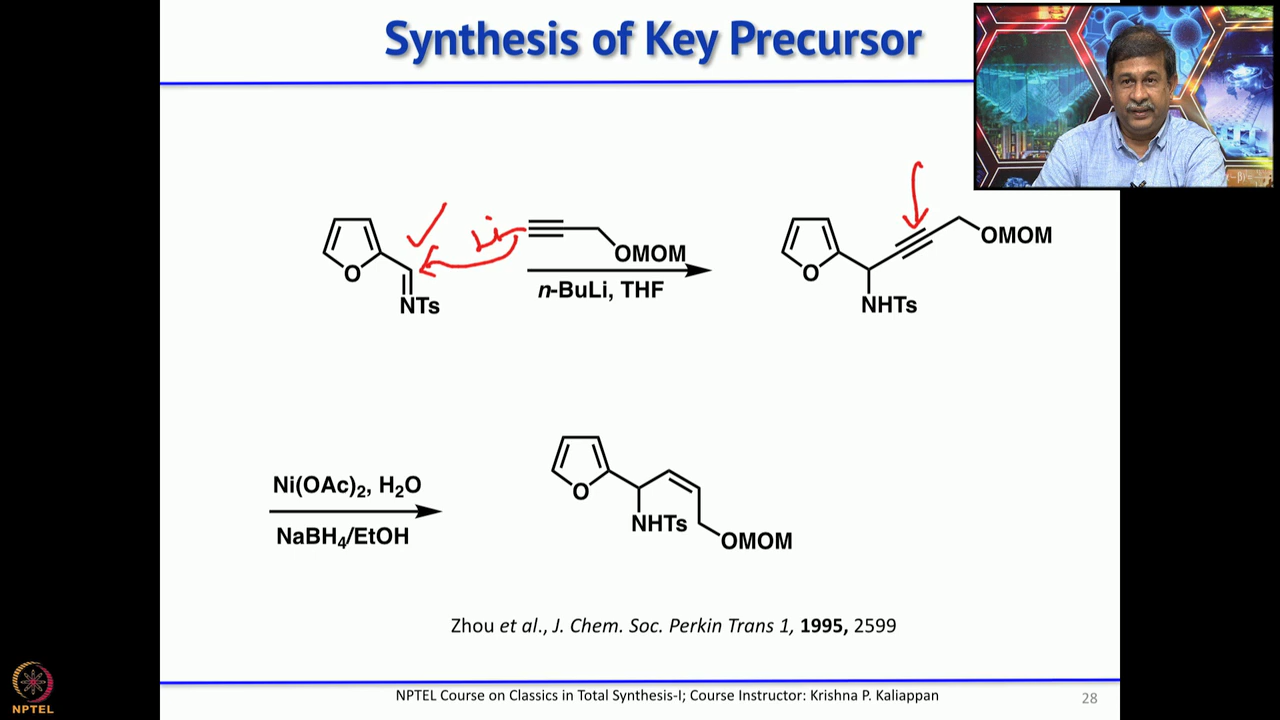 Synthesis of Key Precursor
O
NTs
Li
OMOM
n-BuLi, THF
O
NHTs
OMOM
Ni(OAc)2, H2O
NaBH4/EtOH
O
NHTs
OMOM
Zhou et al., J. Chem. Soc. Perkin Trans 1, 1995, 2599
NPTEL
NPTEL Course on Classics in Total Synthesis-I; Course Instructor: Krishna P. Kaliappan
28